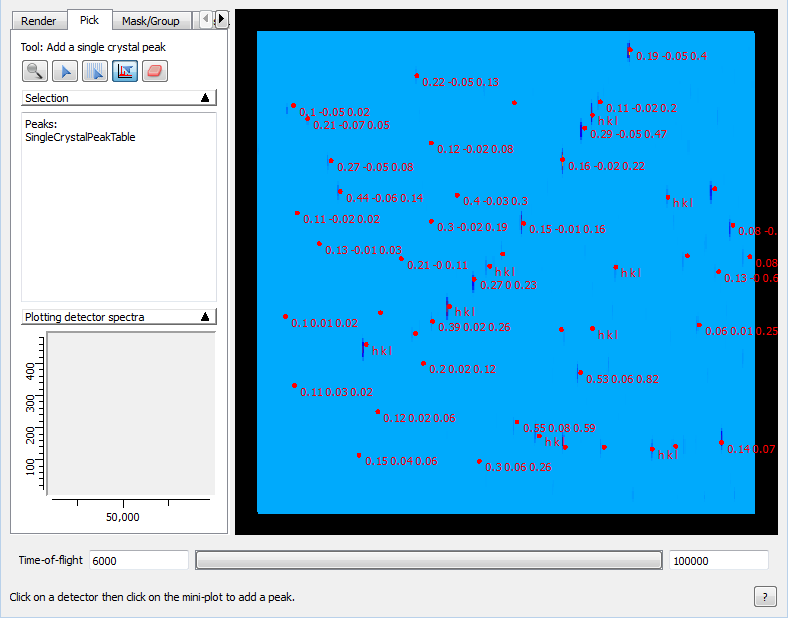 Render Pick Mask/Group
Tool: Add a single crystal peak
Selection
Peaks:
SingleCrystalPeakTable
Plotting detector spectra
400
300
200
100
50,000
0.19 -0.05 0.4
0.22 -0.05 0.13
0.1 -0.05 0.02
0.11 -0.02 0.2
0.21 -0.07 0.05
h k l
0.29 -0.05 0.47
0.12 -0.02 0.08
0.27 -0.05 0.08
0.16 -0.02 0.22
0.44 -0.06 0.14
0.4 -0.03 0.3
h k l
0.11 -0.02 0.02
0.3 -0.02 0.19
0.15 -0.01 0.16
0.08 -0.
0.13 -0.01 0.03
0.21 -0 0.11
h k l
h k l
0.08
0.13 -0 0.6
0.27 0 0.23
h k l
0.1 0.01 0.02
0.39 0.02 0.26
h k l
0.06 0.01 0.25
h k l
0.2 0.02 0.12
0.53 0.06 0.82
0.11 0.03 0.02
0.12 0.02 0.06
0.55 0.08 0.59
h k l
0.14 0.07
h k l
0.15 0.04 0.06
0.3 0.06 0.26
Time-of-flight 6000 100000
Click on a detector then click on the mini-plot to add a peak.
?